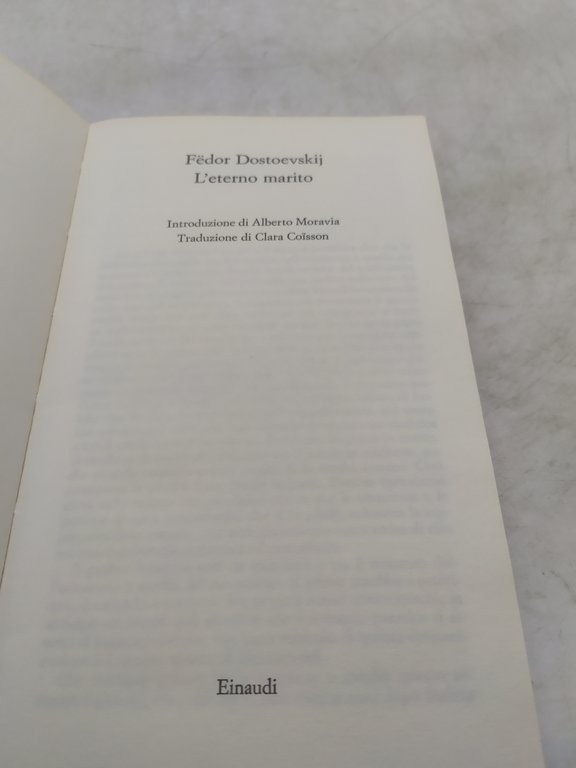 Fëdor Dostoevskij
L'eterno marito
Introduzione di Alberto Moravia
Traduzione di Clara Coïsson
Einaudi